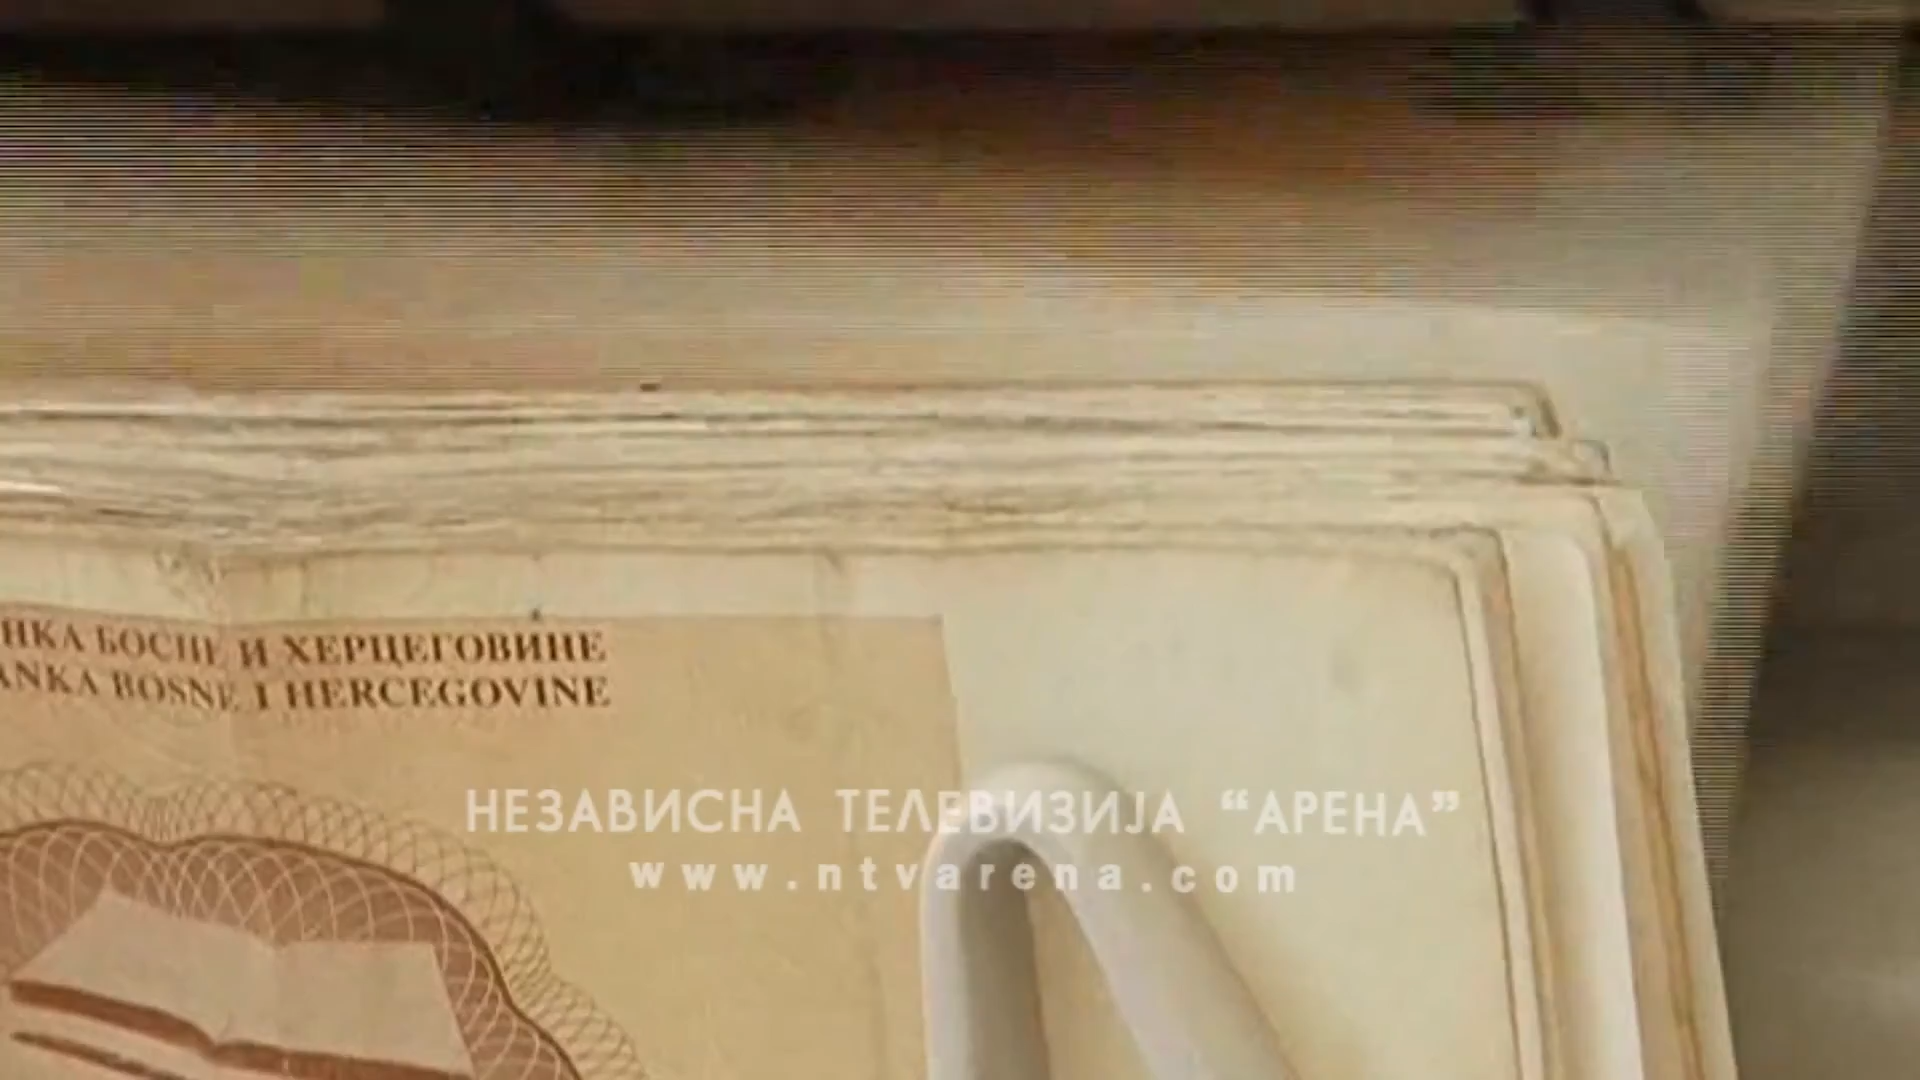 НКА БОСНЕ И ХЕРЦЕГОВИНЕ
ANKA BOSNE I HERCEGOVINE
НЕЗАВИСНА ТЕЛЕВИЗИЈА “АРЕНА”
www.ntvarena.com